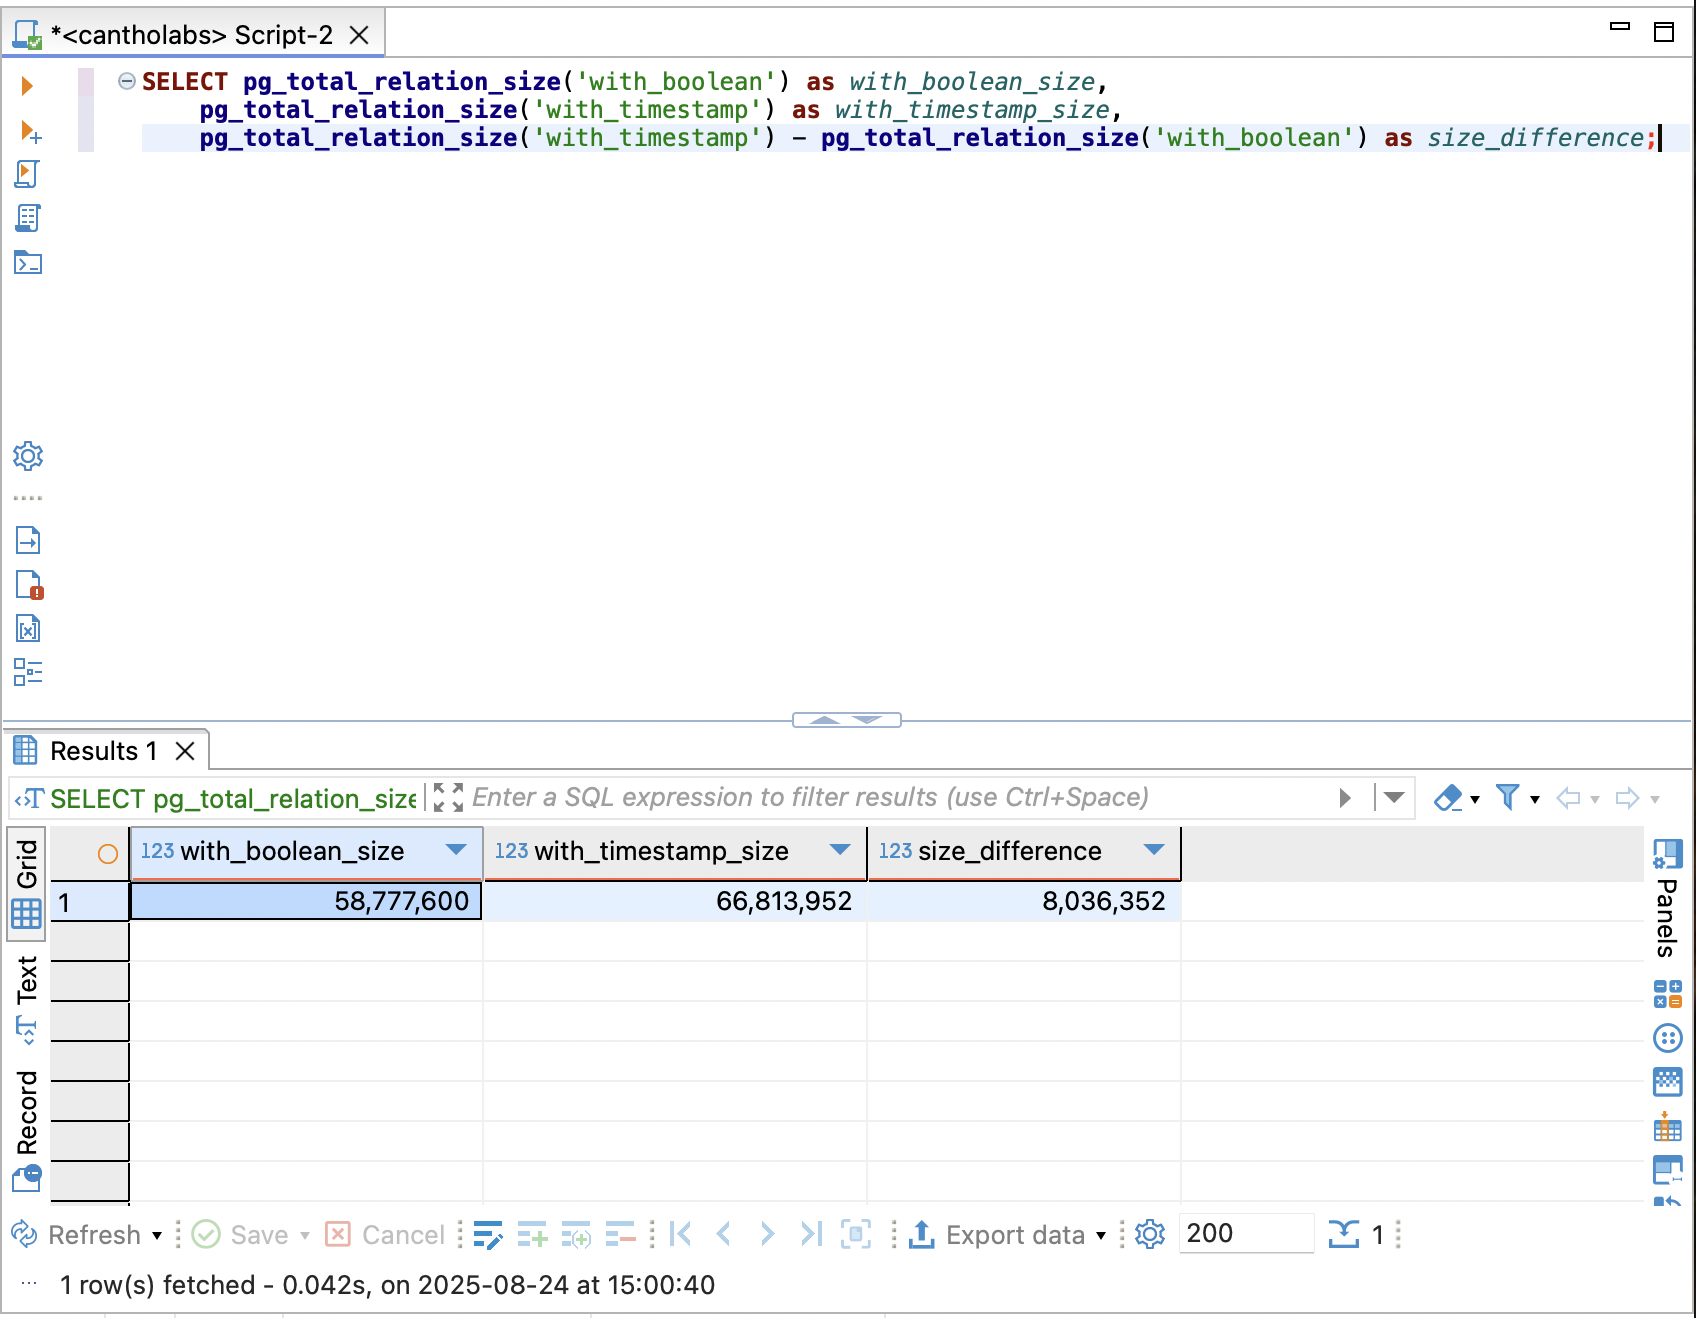 *<cantholabs> Script-2
SELECT pg_total_relation_size('with_boolean') as with_boolean_size,
pg_total_relation_size('with_timestamp') as with_timestamp_size,
pg_total_relation_size('with_timestamp') - pg_total_relation_size('with_boolean') as size_difference;
Results 1
SELECT pg_total_relation_size
Enter a SQL expression to filter results (use Ctrl+Space)
Grid
123 with_boolean_size 123 with_timestamp_size 123 size_difference
1 58,777,600 66,813,952 8,036,352
Panels
Text
Record
Refresh Save Cancel Export data 200 1
... 1 row(s) fetched - 0.042s, on 2025-08-24 at 15:00:40